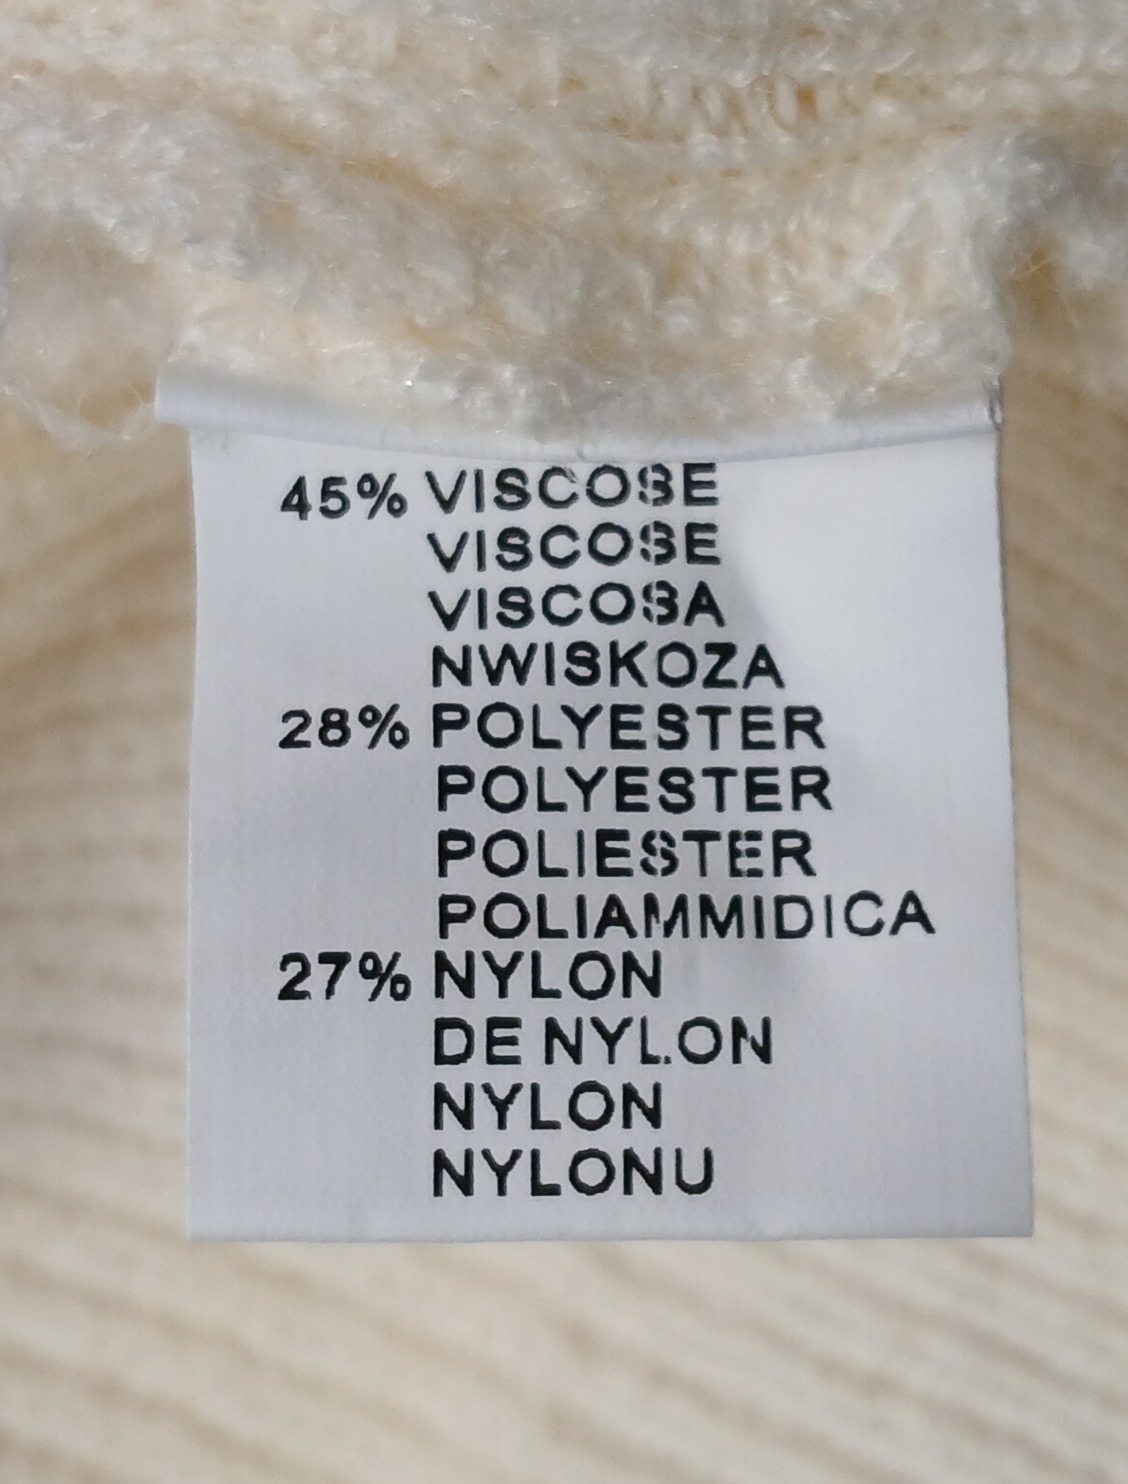 45% VISCOSE
VISCOSE
VISCOSA
NWISKOZA
28% POLYESTER
POLYESTER
POLIESTER
POLIAMMIDICA
27% NYLON
DE NYLON
NYLON
NYLONU